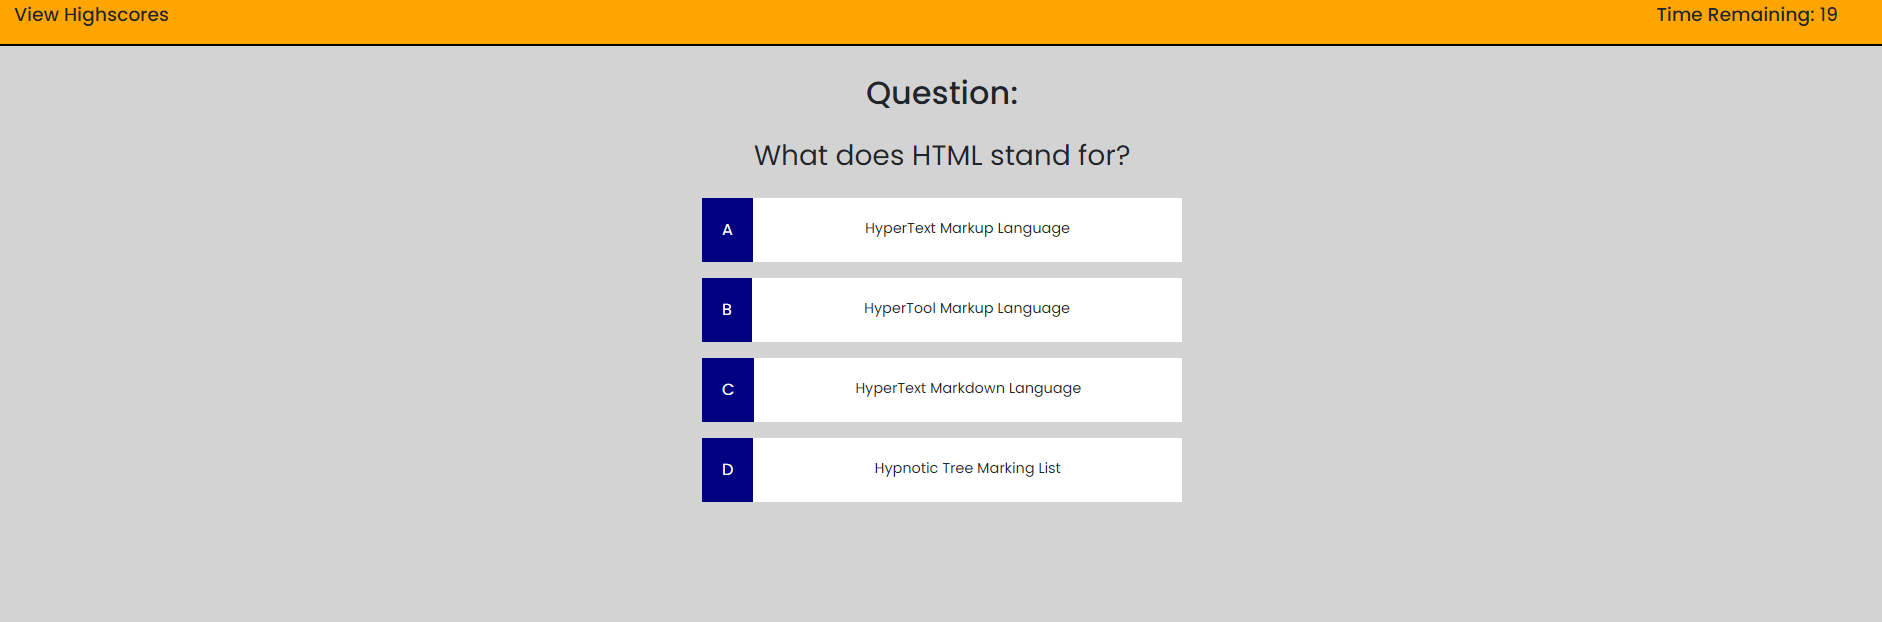 View Highscores
Time Remaining: 19
Question:
What does HTML stand for?
A
HyperText Markup Language
B
HyperTool Markup Language
C
HyperText Markdown Language
D
Hypnotic Tree Marking List